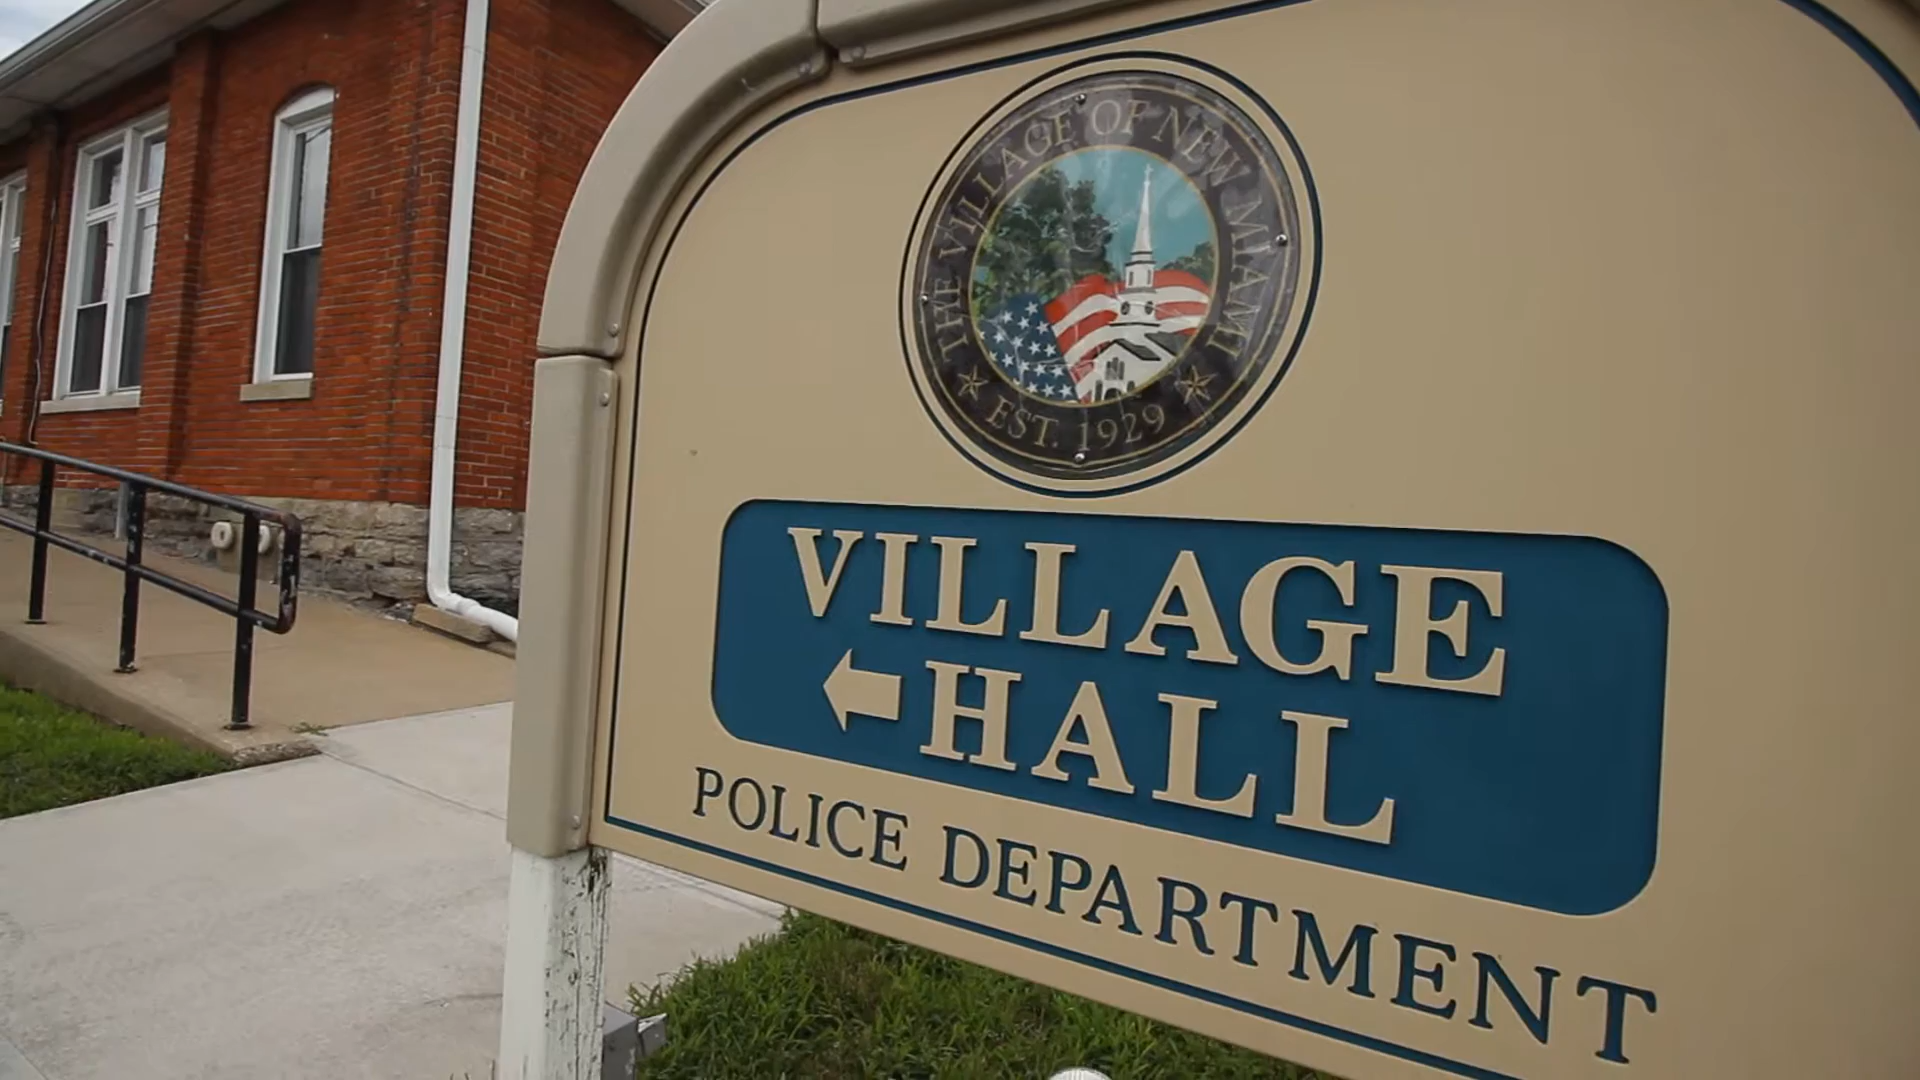 THE VILLAGE OF NEW MIAMI
EST. 1929
VILLAGE
HALL
POLICE DEPARTMENT